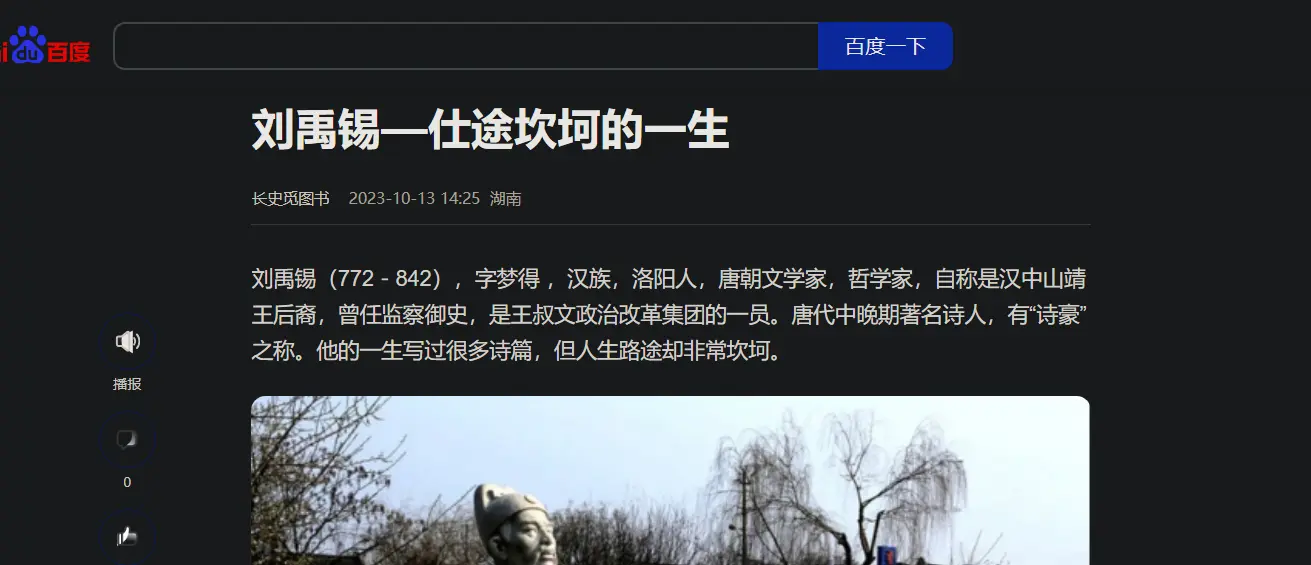 i du 百度
百度一下
刘禹锡—仕途坎坷的一生
长史觅图书 2023-10-13 14:25 湖南
刘禹锡（772 - 842），字梦得 ，汉族，洛阳人，唐朝文学家，哲学家，自称是汉中山靖
王后裔，曾任监察御史，是王叔文政治改革集团的一员。唐代中晚期著名诗人，有“诗豪”
之称。他的一生写过很多诗篇，但人生路途却非常坎坷。
播报
0